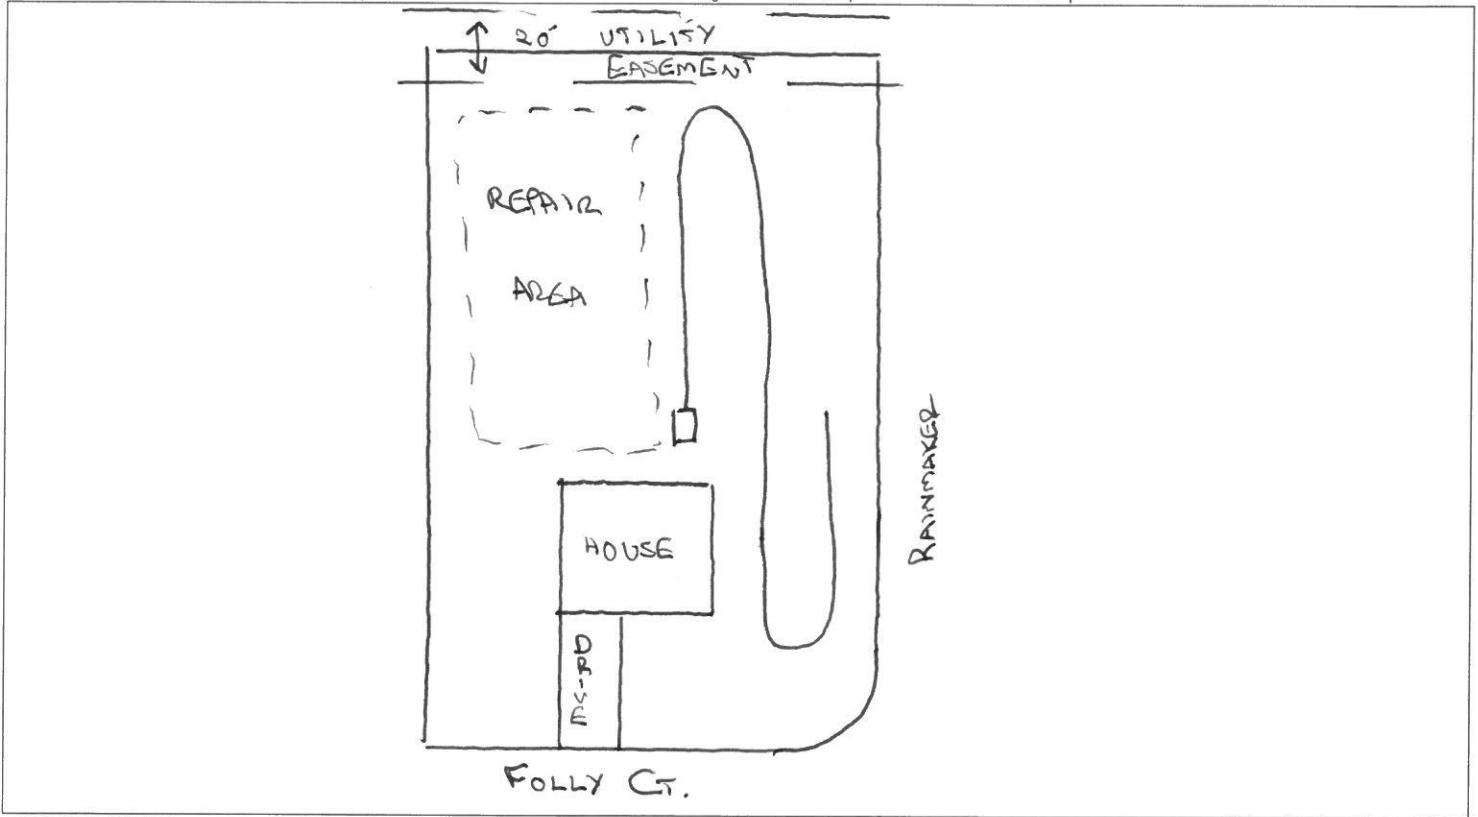 20' UTILITY
EASEMENT
REPAIR
AREA
RAINMAKER
HOUSE
DRIVE
FOLLY CT.